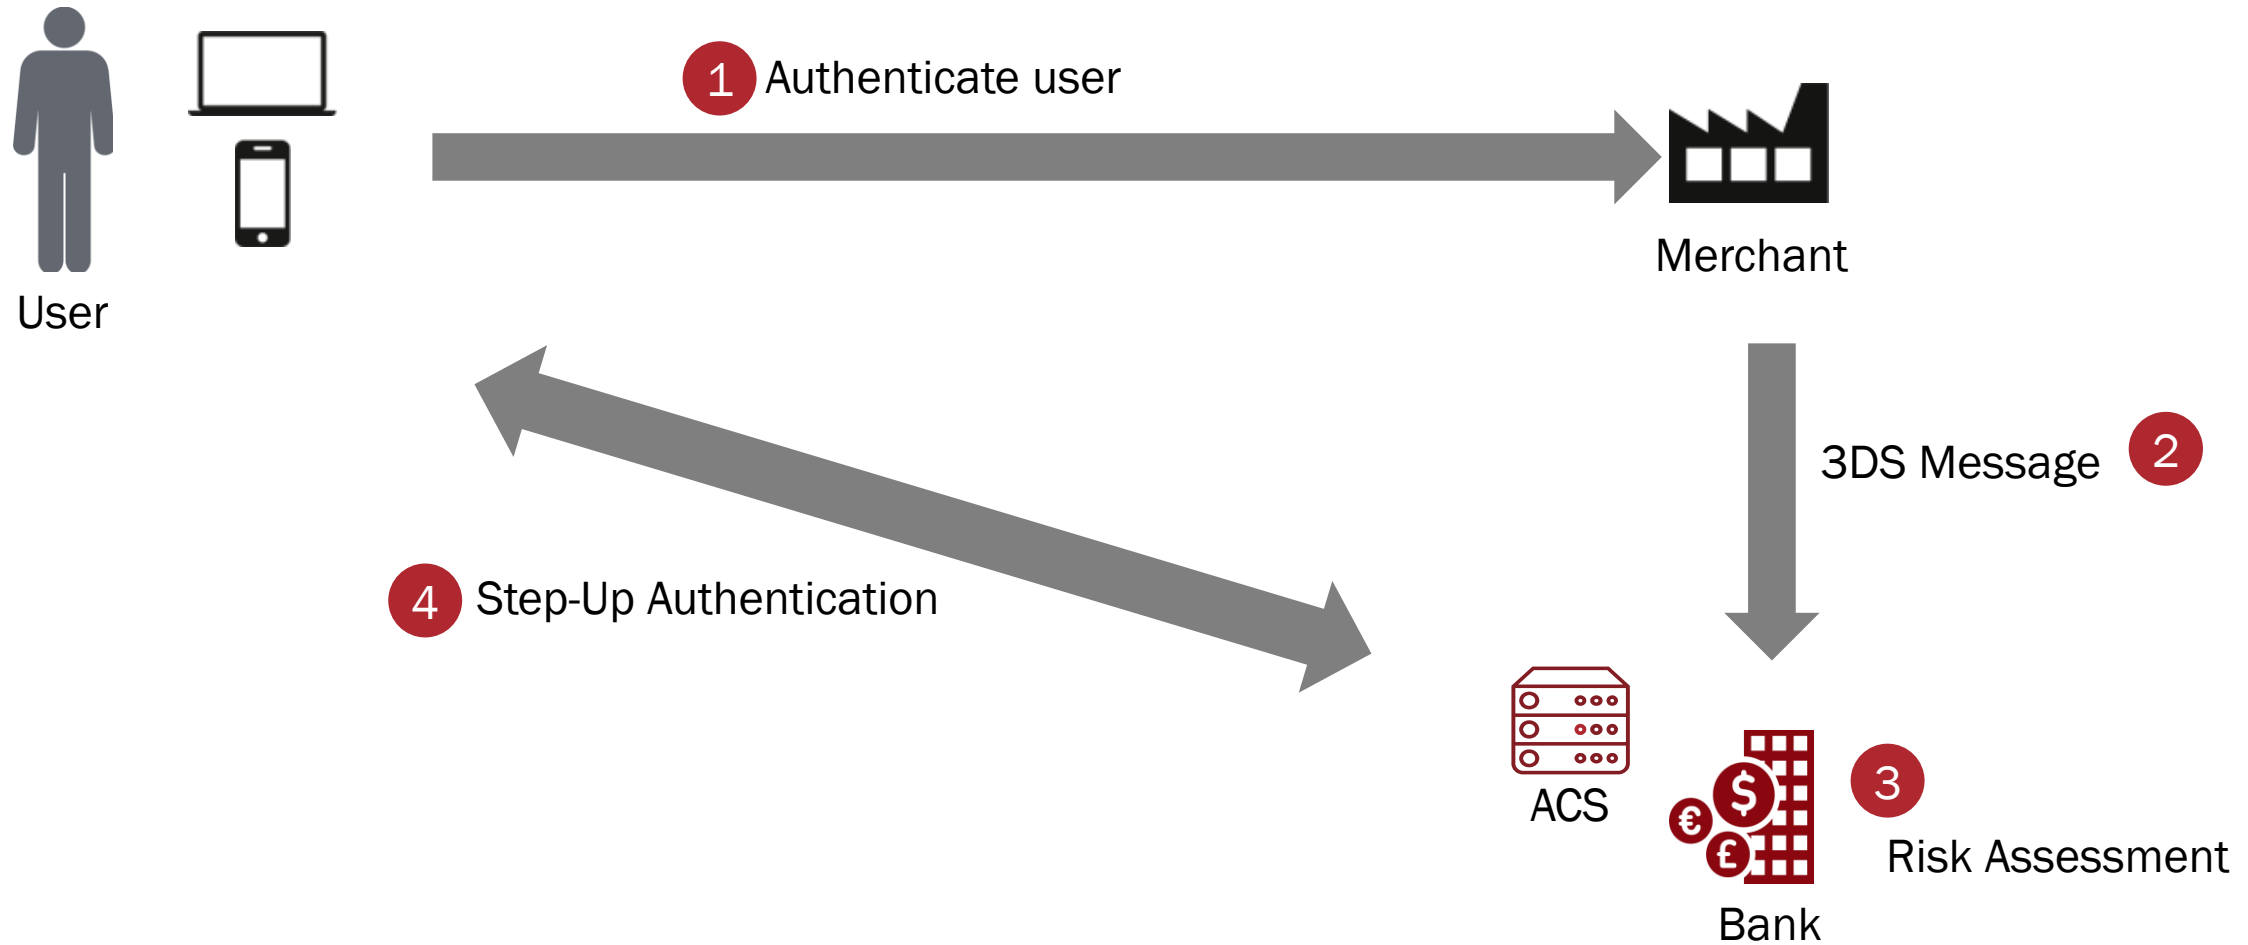 1 Authenticate user
User
Merchant
3DS Message 2
4 Step-Up Authentication
ACS
$
€
£
3
Risk Assessment
Bank